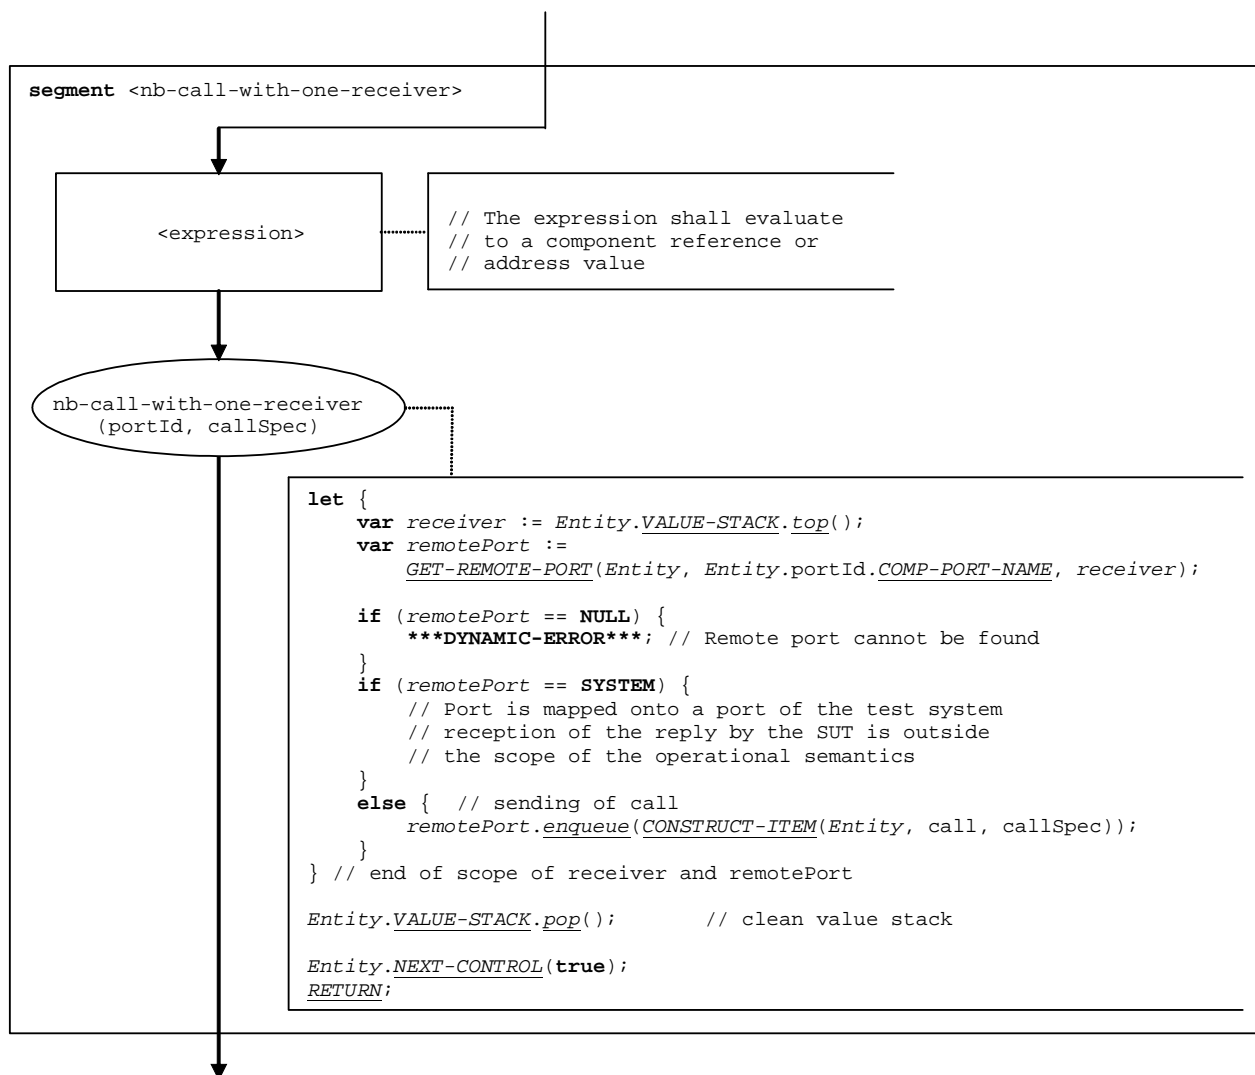 segment <nb-call-with-one-receiver>
<expression>
// The expression shall evaluate
// to a component reference or
// address value
nb-call-with-one-receiver
(portId, callSpec)
let {
    var receiver := Entity.VALUE-STACK.top();
    var remotePort :=
        GET-REMOTE-PORT(Entity, Entity.portId.COMP-PORT-NAME, receiver);
    if (remotePort == NULL) {
        ***DYNAMIC-ERROR***; // Remote port cannot be found
    }
    if (remotePort == SYSTEM) {
        // Port is mapped onto a port of the test system
        // reception of the reply by the SUT is outside
        // the scope of the operational semantics
    }
    else {  // sending of call
        remotePort.enqueue(CONSTRUCT-ITEM(Entity, call, callSpec));
    }
} // end of scope of receiver and remotePort
Entity.VALUE-STACK.pop();       // clean value stack
Entity.NEXT-CONTROL(true);
RETURN;